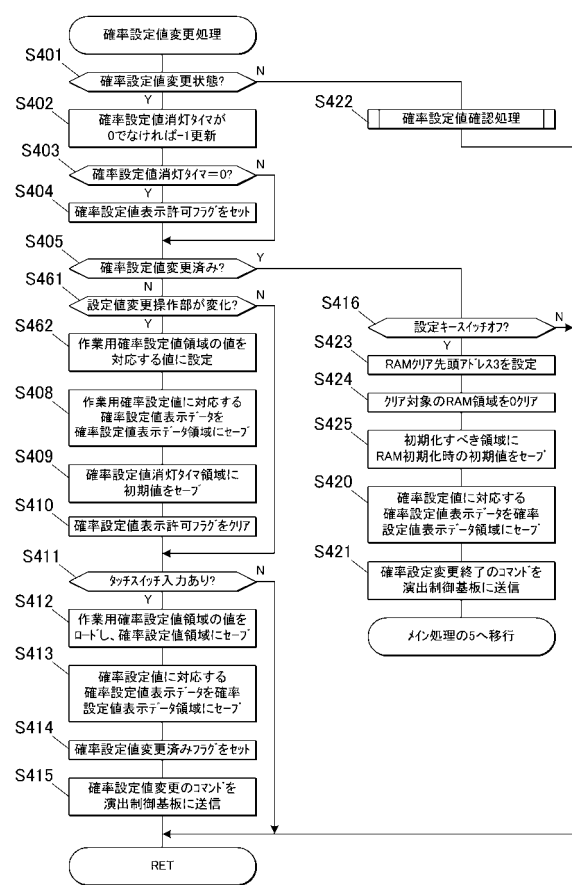 確率設定値変更処理
S401
確率設定値変更状態?
N
Y
S402
確率設定値消灯タイマが
0でなければ-1更新
S422
確率設定値確認処理
S403
確率設定値消灯タイマ=0?
N
Y
S404
確率設定値表示許可フラグをセット
S405
確率設定値変更済み?
Y
N
S461
設定値変更操作部が変化?
N
Y
S462
作業用確率設定値領域の値を
対応する値に設定
S408
作業用確率設定値に対応する
確率設定値表示データを
確率設定値表示データ領域にセーブ
S409
確率設定値消灯タイマ領域に
初期値をセーブ
S410
確率設定値表示許可フラグをクリア
S411
タッチスイッチ入力あり?
N
Y
S412
作業用確率設定値領域の値を
ロードし、確率設定値領域にセーブ
S413
確率設定値に対応する
確率設定値表示データを確率
設定値表示データ領域にセーブ
S414
確率設定値変更済みフラグをセット
S415
確率設定値変更のコマンドを
演出制御基板に送信
RET
S416
設定キースイッチオフ?
N
Y
S423
RAMクリア先頭アドレス3を設定
S424
クリア対象のRAM領域を0クリア
S425
初期化すべき領域に
RAM初期化時の初期値をセーブ
S420
確率設定値に対応する
確率設定値表示データを確率
設定値表示データ領域にセーブ
S421
確率設定変更終了のコマンドを
演出制御基板に送信
メイン処理の5へ移行